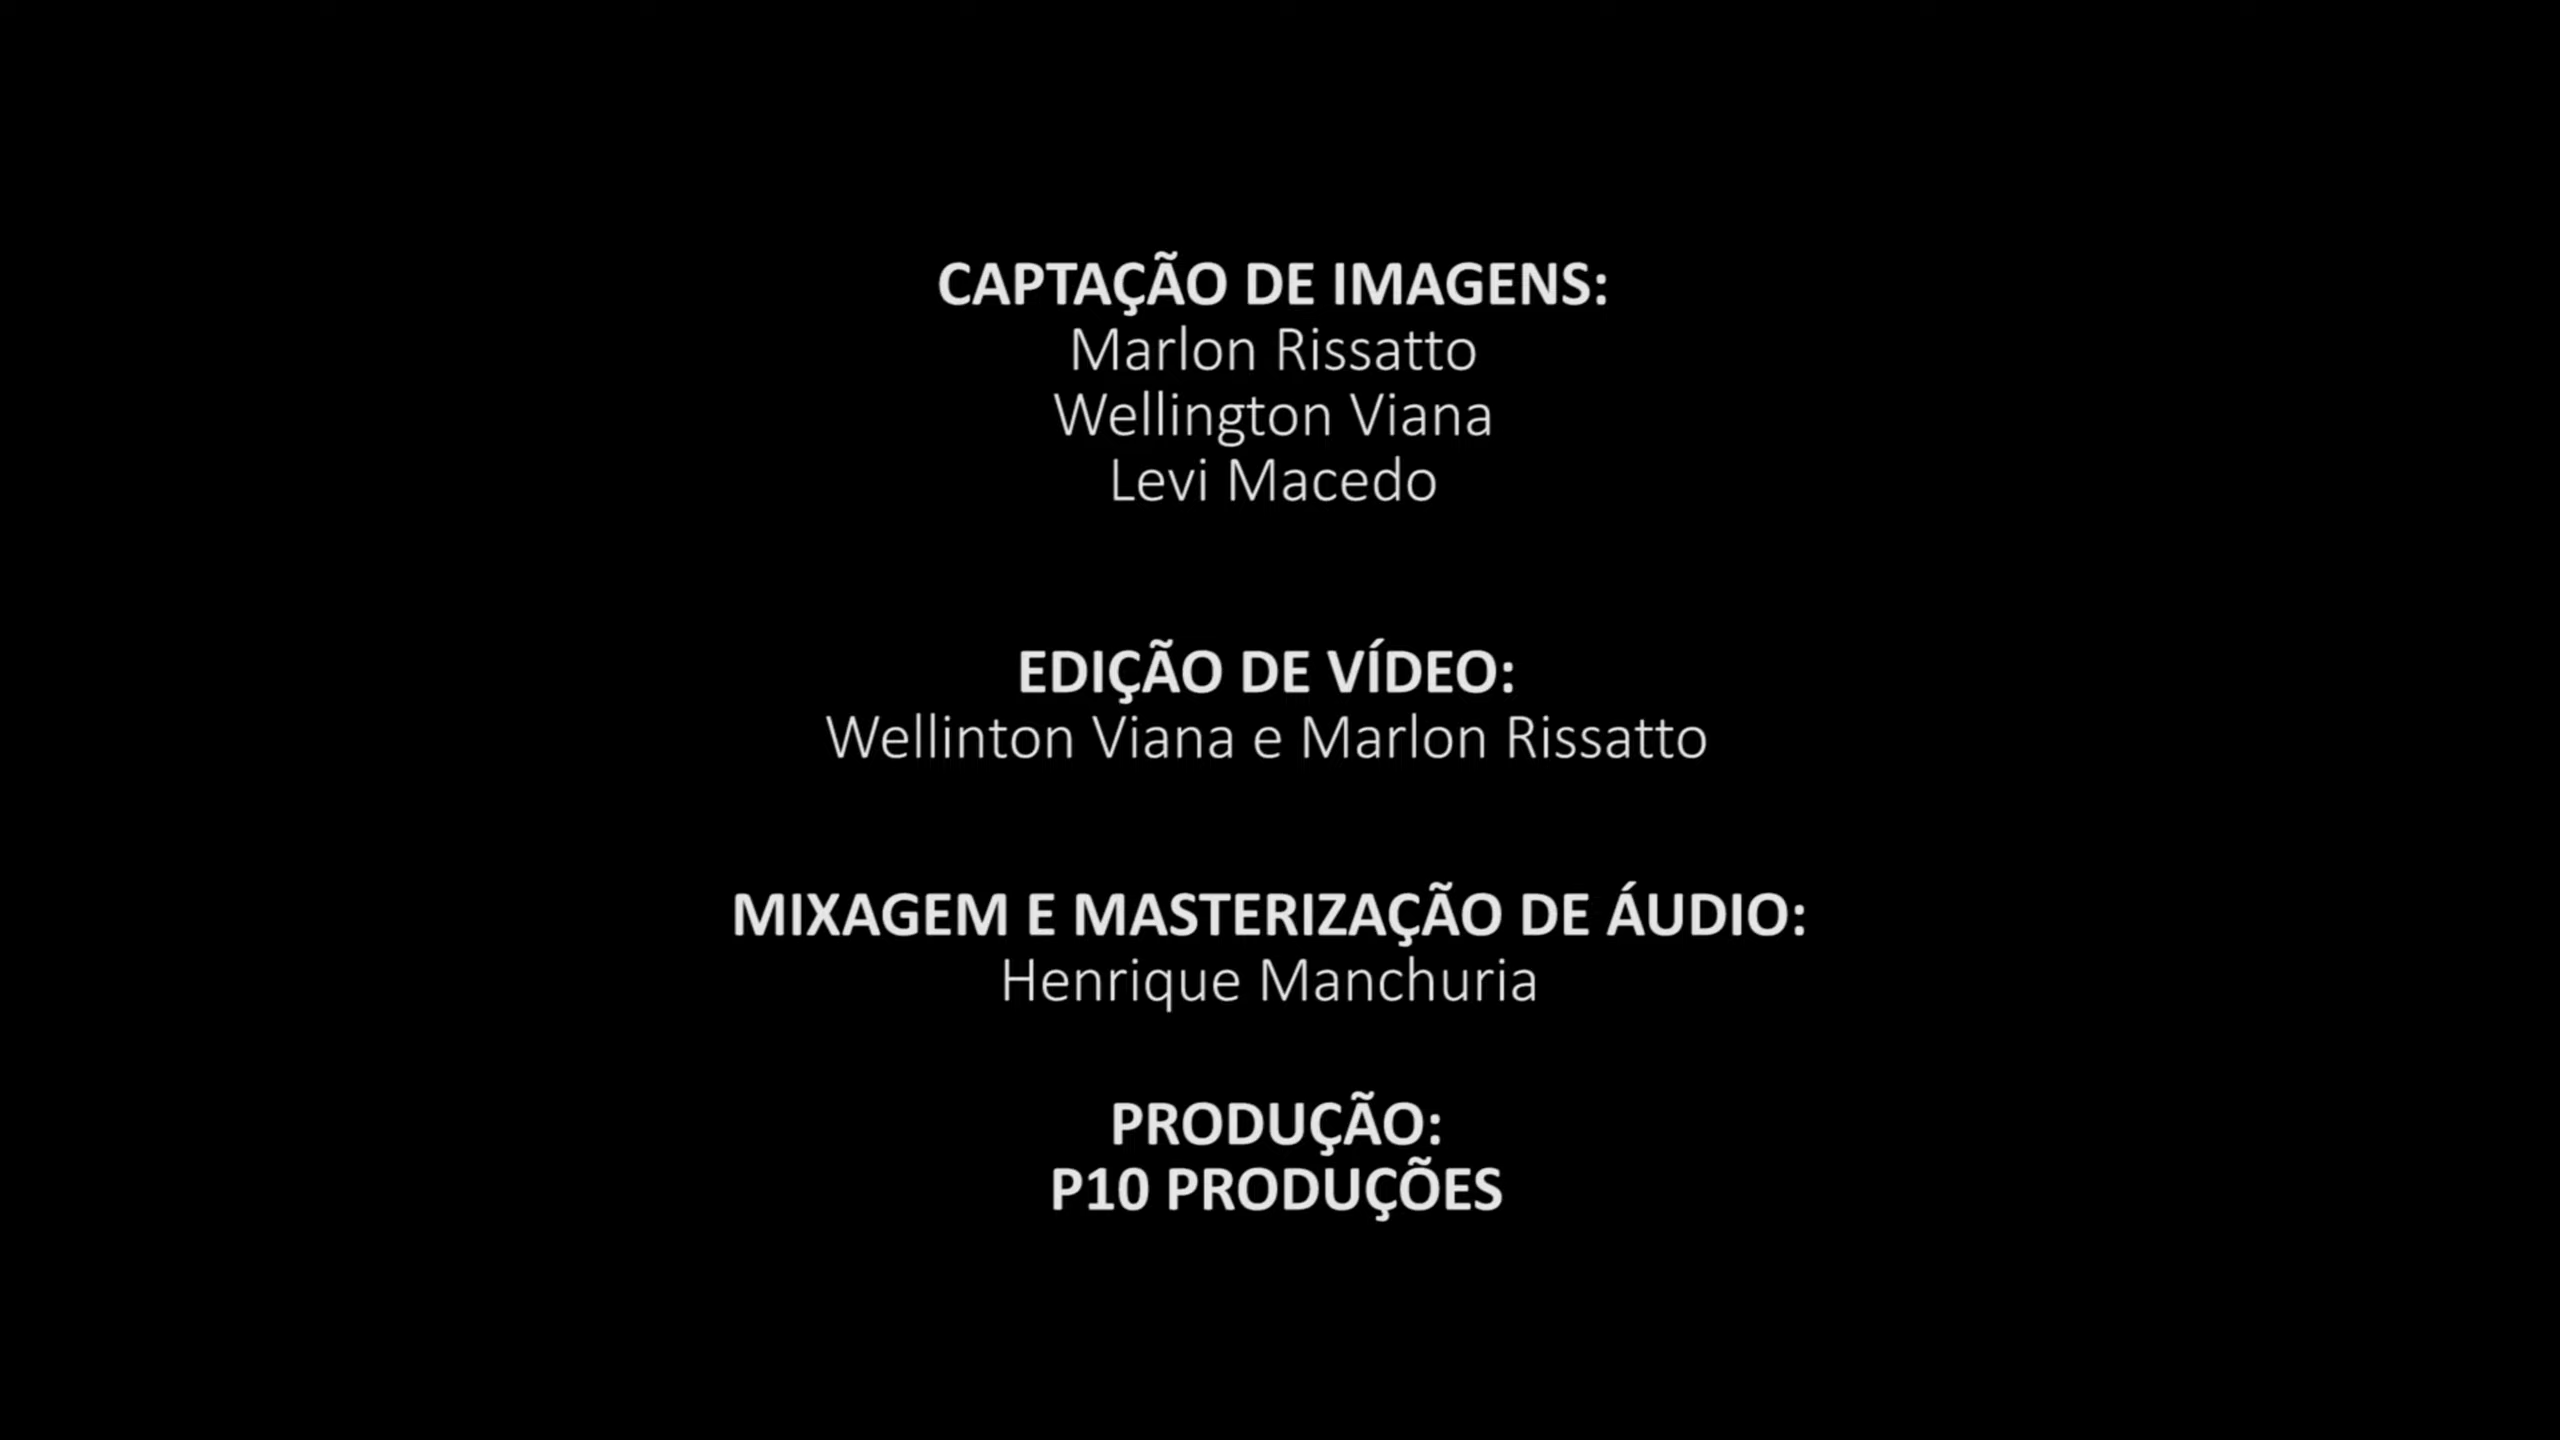 CAPTAÇÃO DE IMAGENS:
Marlon Rissatto
Wellington Viana
Levi Macedo
EDIÇÃO DE VÍDEO:
Wellinton Viana e Marlon Rissatto
MIXAGEM E MASTERIZAÇÃO DE ÁUDIO:
Henrique Manchuria
PRODUÇÃO:
P10 PRODUÇÕES